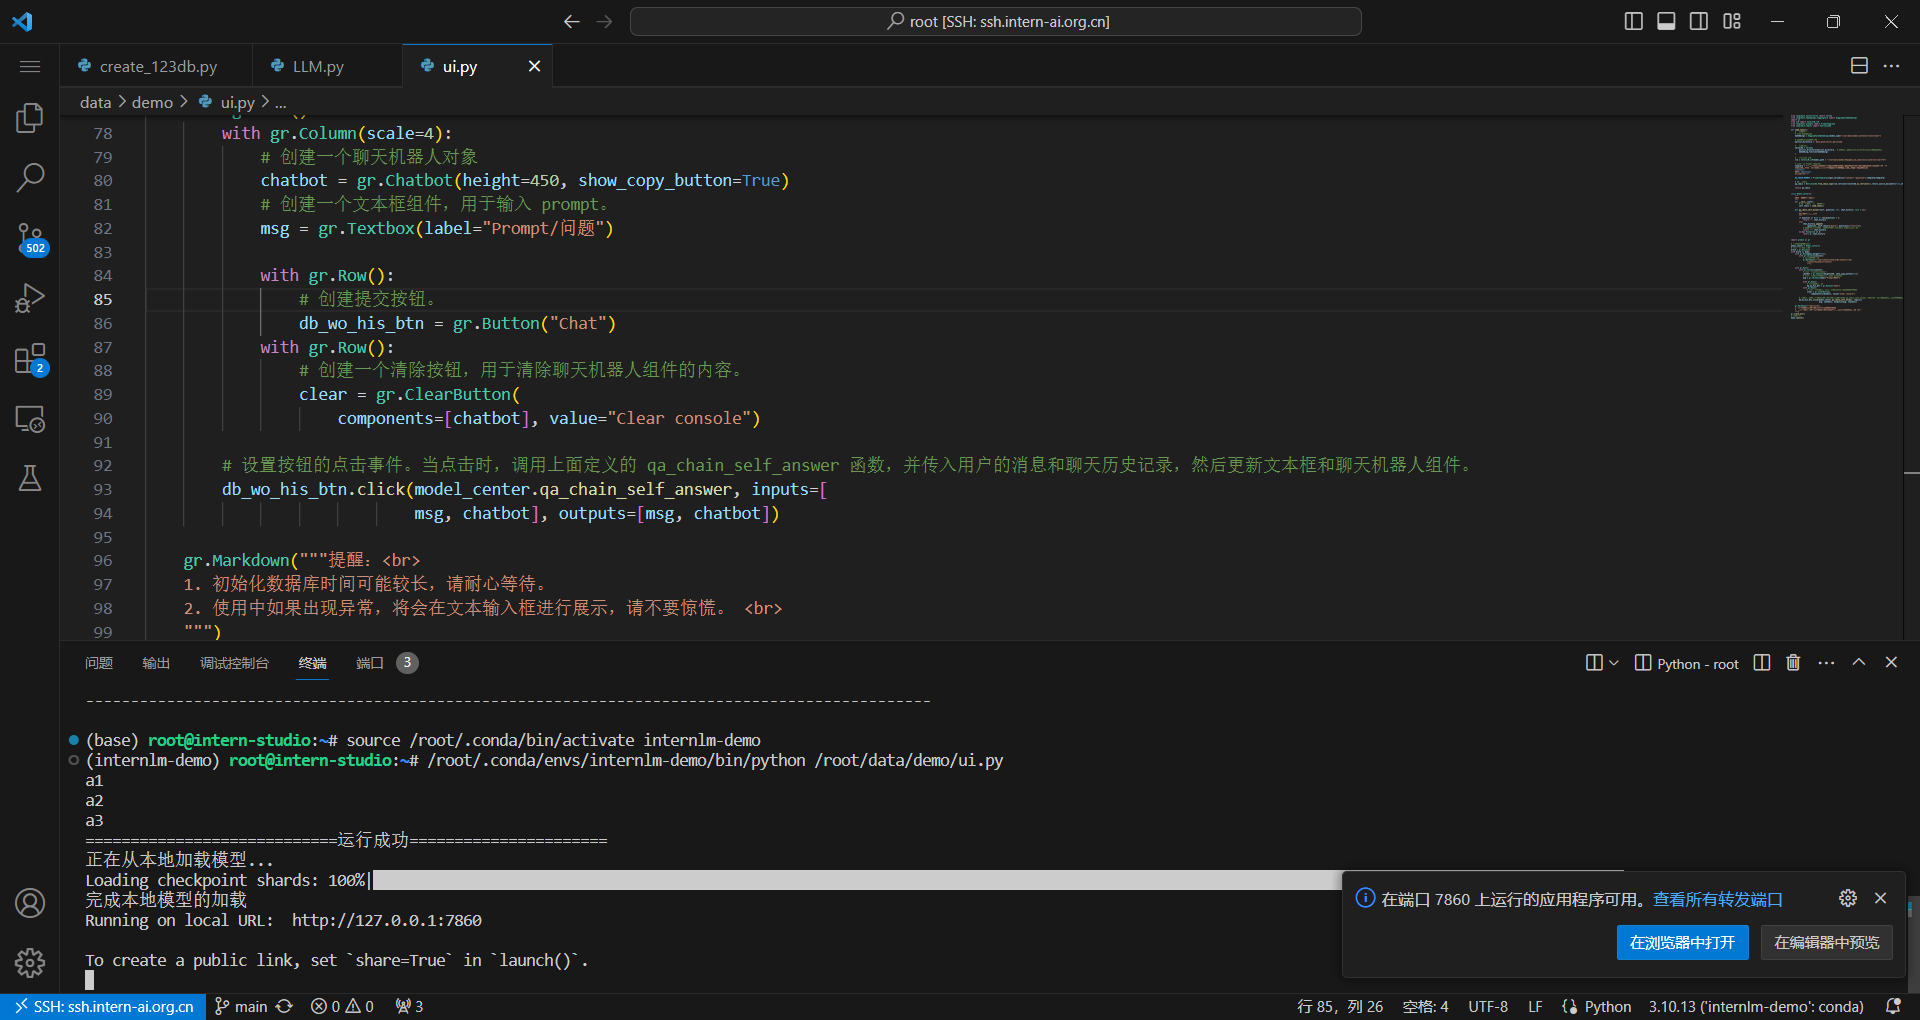 root [SSH: ssh.intern-ai.org.cn]
create_123db.py
LLM.py
ui.py
data > demo > ui.py > ...
78 with gr.Column(scale=4):
79 # 创建一个聊天机器人对象
80 chatbot = gr.Chatbot(height=450, show_copy_button=True)
81 # 创建一个文本框组件，用于输入 prompt。
82 msg = gr.Textbox(label="Prompt/问题")
83
84 with gr.Row():
85 # 创建提交按钮。
86 db_wo_his_btn = gr.Button("Chat")
87 with gr.Row():
88 # 创建一个清除按钮，用于清除聊天机器人组件的内容。
89 clear = gr.ClearButton(
90 components=[chatbot], value="Clear console")
91
92 # 设置按钮的点击事件。当点击时，调用上面定义的 qa_chain_self_answer 函数，并传入用户的消息和聊天历史记录，然后更新文本框和聊天机器人组件。
93 db_wo_his_btn.click(model_center.qa_chain_self_answer, inputs=[
94 msg, chatbot], outputs=[msg, chatbot])
95
96 gr.Markdown("""提醒：<br>
97 1. 初始化数据库时间可能较长，请耐心等待。
98 2. 使用中如果出现异常，将会在文本输入框进行展示，请不要惊慌。 <br>
99 """)
502
2
问题 输出 调试控制台 终端 端口 3
Python - root
----------------------------------------------------------------------------------------------
(base) root@intern-studio:~# source /root/.conda/bin/activate internlm-demo
(internlm-demo) root@intern-studio:~# /root/.conda/envs/internlm-demo/bin/python /root/data/demo/ui.py
a1
a2
a3
============================运行成功======================
正在从本地加载模型...
Loading checkpoint shards: 100%|
完成本地模型的加载
Running on local URL:  http://127.0.0.1:7860
To create a public link, set `share=True` in `launch()`.
在端口 7860 上运行的应用程序可用。查看所有转发端口
在浏览器中打开
在编辑器中预览
SSH: ssh.intern-ai.org.cn main 0 0 3
行 85，列 26 空格: 4 UTF-8 LF Python 3.10.13 ('internlm-demo': conda)